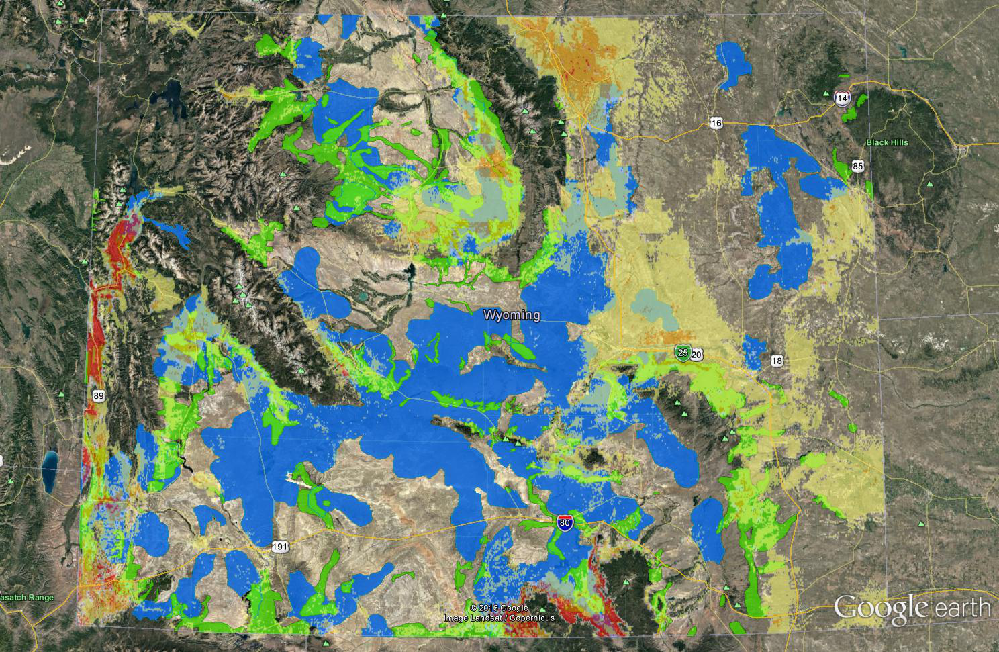 14
16
Black Hills
85
Wyoming
25
20
18
89
80
191
asatch Range
© 2016 Google
Image Landsat / Copernicus
Google earth